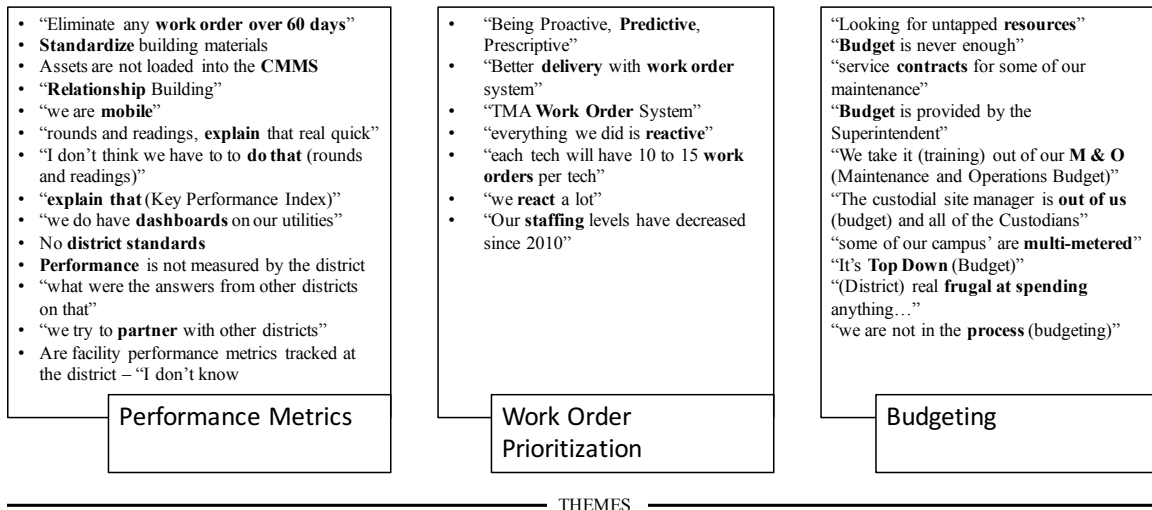 • “Eliminate any work order over 60 days”
• Standardize building materials
• Assets are not loaded into the CMMS
• “Relationship Building”
• “we are mobile”
• “rounds and readings, explain that real quick”
• “I don’t think we have to to do that (rounds
and readings)”
• “explain that (Key Performance Index)”
• “we do have dashboards on our utilities”
• No district standards
• Performance is not measured by the district
• “what were the answers from other districts
on that”
• “we try to partner with other districts”
• Are facility performance metrics tracked at
the district – “I don’t know
Performance Metrics
• “Being Proactive, Predictive,
Prescriptive”
• “Better delivery with work order
system”
• “TMA Work Order System”
• “everything we did is reactive”
• “each tech will have 10 to 15 work
orders per tech”
• “we react a lot”
• “Our staffing levels have decreased
since 2010”
Work Order
Prioritization
“Looking for untapped resources”
“Budget is never enough”
“service contracts for some of our
maintenance”
“Budget is provided by the
Superintendent”
“We take it (training) out of our M & O
(Maintenance and Operations Budget)”
“The custodial site manager is out of us
(budget) and all of the Custodians”
“some of our campus’ are multi-metered”
“It’s Top Down (Budget)”
“(District) real frugal at spending
anything…”
“we are not in the process (budgeting)”
Budgeting
THEMES